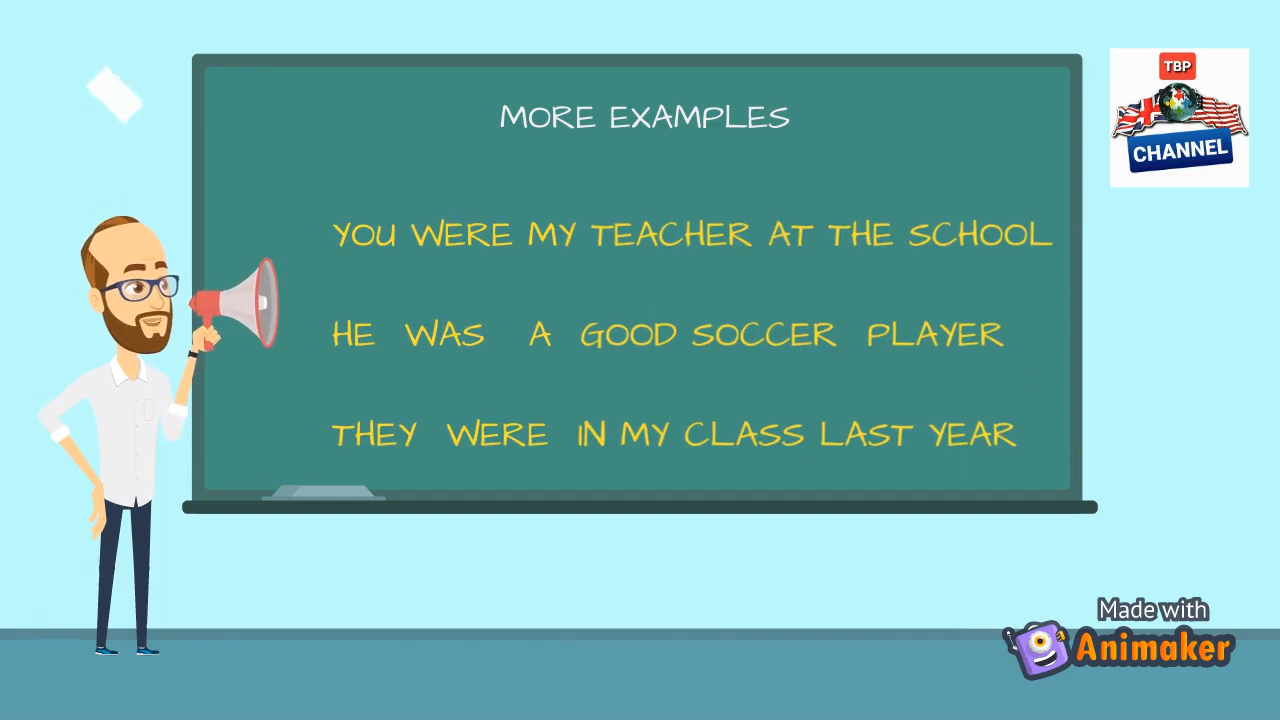 TBP
CHANNEL
MORE EXAMPLES
YOU WERE MY TEACHER AT THE SCHOOL
HE WAS A GOOD SOCCER PLAYER
THEY WERE IN MY CLASS LAST YEAR
Made with
Animaker